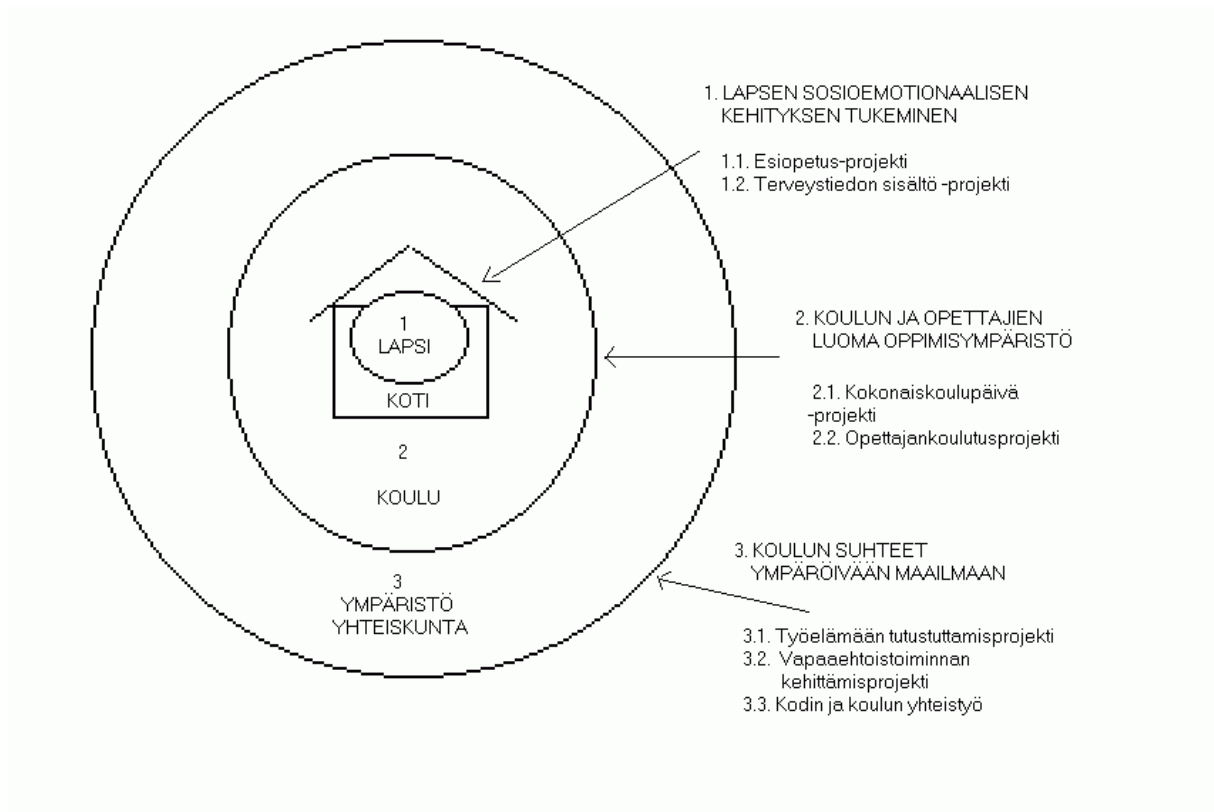 1. LAPSEN SOSIOEMOTIONAALISEN
KEHITYKSEN TUKEMINEN
1.1. Esiopetus-projekti
1.2. Terveystiedon sisältö -projekti
1
LAPSI
KOTI
2
KOULU
3
YMPÄRISTÖ
YHTEISKUNTA
2. KOULUN JA OPETTAJIEN
LUOMA OPPIMISYMPÄRISTÖ
2.1. Kokonaiskoulupäivä
-projekti
2.2. Opettajankoulutusprojekti
3. KOULUN SUHTEET
YMPÄRÖIVÄÄN MAAILMAAN
3.1. Työelämään tutustuttamisprojekti
3.2. Vapaaehtoistoiminnan
kehittämisprojekti
3.3. Kodin ja koulun yhteistyö